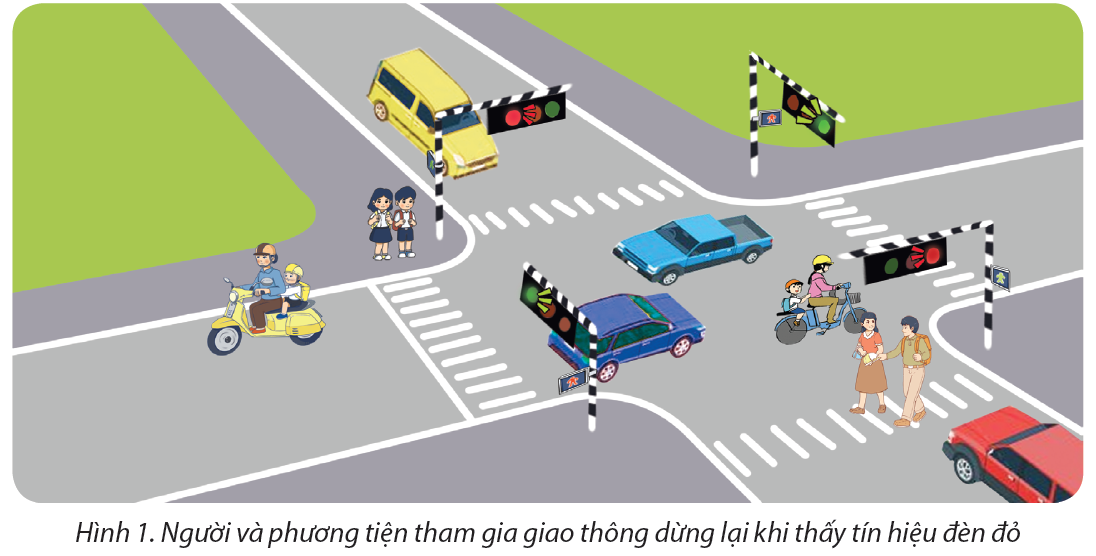 Hình 1. Người và phương tiện tham gia giao thông dừng lại khi thấy tín hiệu đèn đỏ